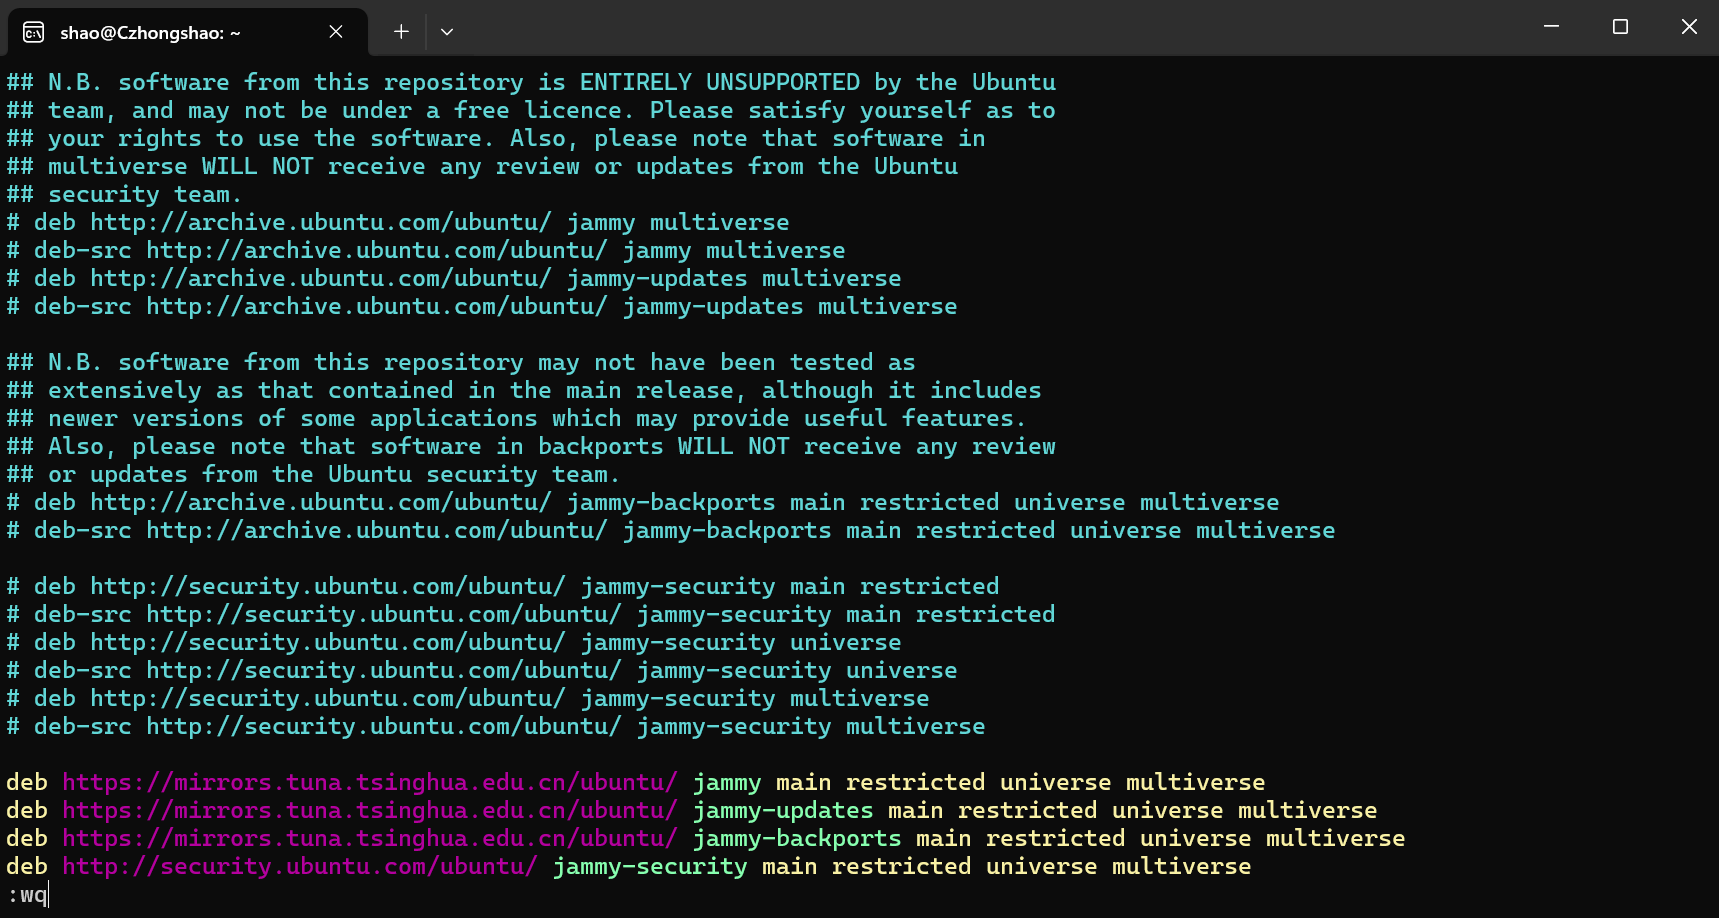 shao@Czhongshao: ~
## N.B. software from this repository is ENTIRELY UNSUPPORTED by the Ubuntu
## team, and may not be under a free licence. Please satisfy yourself as to
## your rights to use the software. Also, please note that software in
## multiverse WILL NOT receive any review or updates from the Ubuntu
## security team.
# deb http://archive.ubuntu.com/ubuntu/ jammy multiverse
# deb-src http://archive.ubuntu.com/ubuntu/ jammy multiverse
# deb http://archive.ubuntu.com/ubuntu/ jammy-updates multiverse
# deb-src http://archive.ubuntu.com/ubuntu/ jammy-updates multiverse
## N.B. software from this repository may not have been tested as
## extensively as that contained in the main release, although it includes
## newer versions of some applications which may provide useful features.
## Also, please note that software in backports WILL NOT receive any review
## or updates from the Ubuntu security team.
# deb http://archive.ubuntu.com/ubuntu/ jammy-backports main restricted universe multiverse
# deb-src http://archive.ubuntu.com/ubuntu/ jammy-backports main restricted universe multiverse
# deb http://security.ubuntu.com/ubuntu/ jammy-security main restricted
# deb-src http://security.ubuntu.com/ubuntu/ jammy-security main restricted
# deb http://security.ubuntu.com/ubuntu/ jammy-security universe
# deb-src http://security.ubuntu.com/ubuntu/ jammy-security universe
# deb http://security.ubuntu.com/ubuntu/ jammy-security multiverse
# deb-src http://security.ubuntu.com/ubuntu/ jammy-security multiverse
deb https://mirrors.tuna.tsinghua.edu.cn/ubuntu/ jammy main restricted universe multiverse
deb https://mirrors.tuna.tsinghua.edu.cn/ubuntu/ jammy-updates main restricted universe multiverse
deb https://mirrors.tuna.tsinghua.edu.cn/ubuntu/ jammy-backports main restricted universe multiverse
deb http://security.ubuntu.com/ubuntu/ jammy-security main restricted universe multiverse
:wq